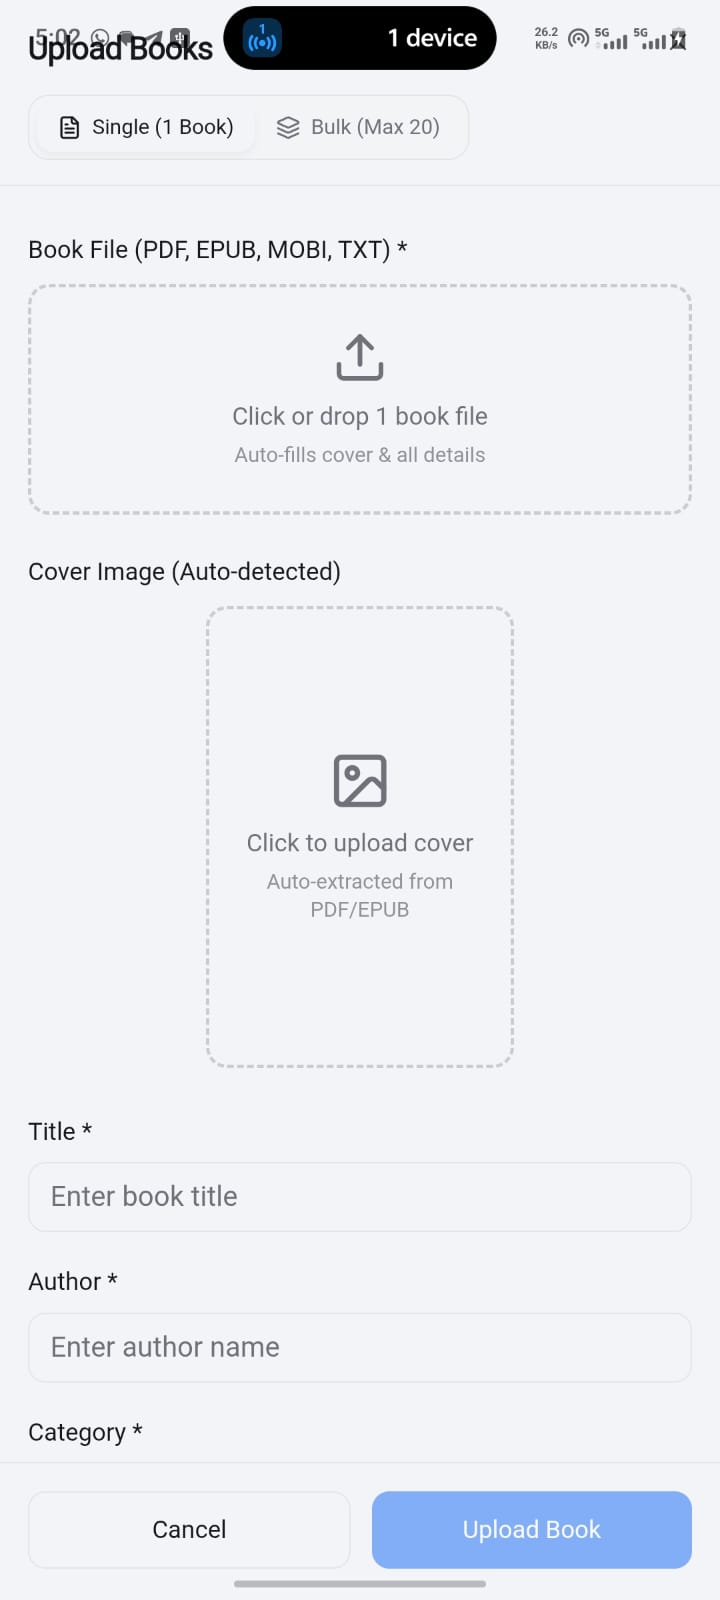 5:02
1
1 device
26.2
KB/s
5G
5G
Upload Books
Single (1 Book)
Bulk (Max 20)
Book File (PDF, EPUB, MOBI, TXT) *
Click or drop 1 book file
Auto-fills cover & all details
Cover Image (Auto-detected)
Click to upload cover
Auto-extracted from
PDF/EPUB
Title *
Enter book title
Author *
Enter author name
Category *
Cancel
Upload Book